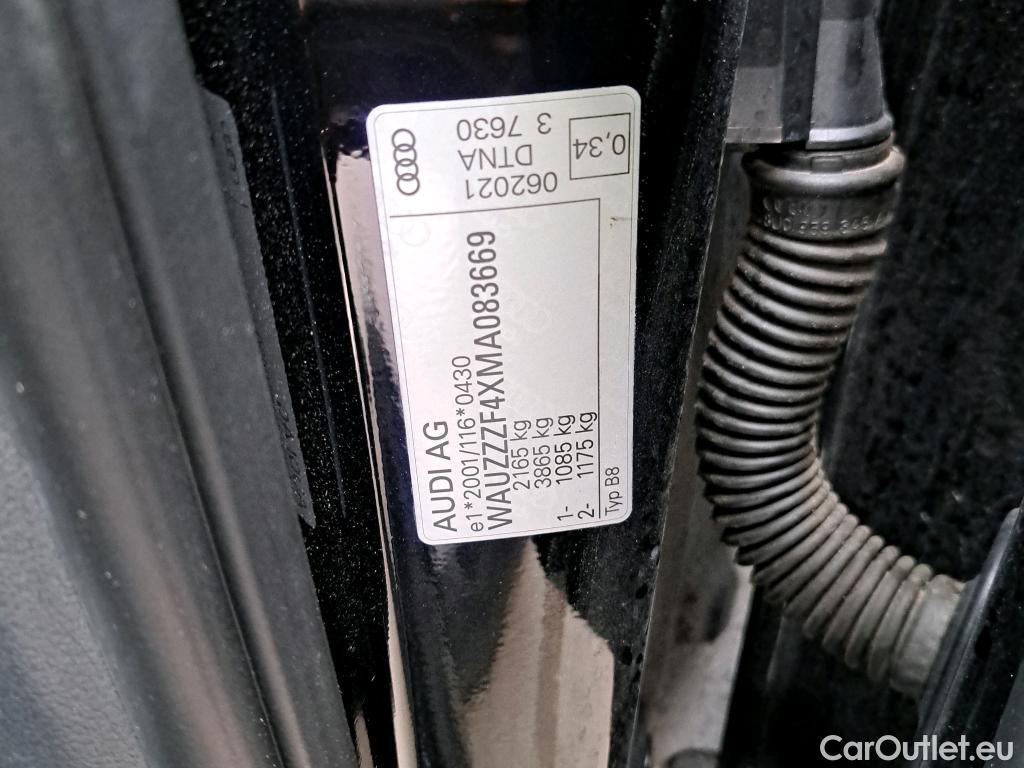 AUDI AG
e1*2001/116*0430
WAUZZZF4XMA083669
2165 kg
3865 kg
1- 1085 kg
2- 1175 kg
Typ B8
062021
DTNA
3 7630
0,34
CarOutlet.eu